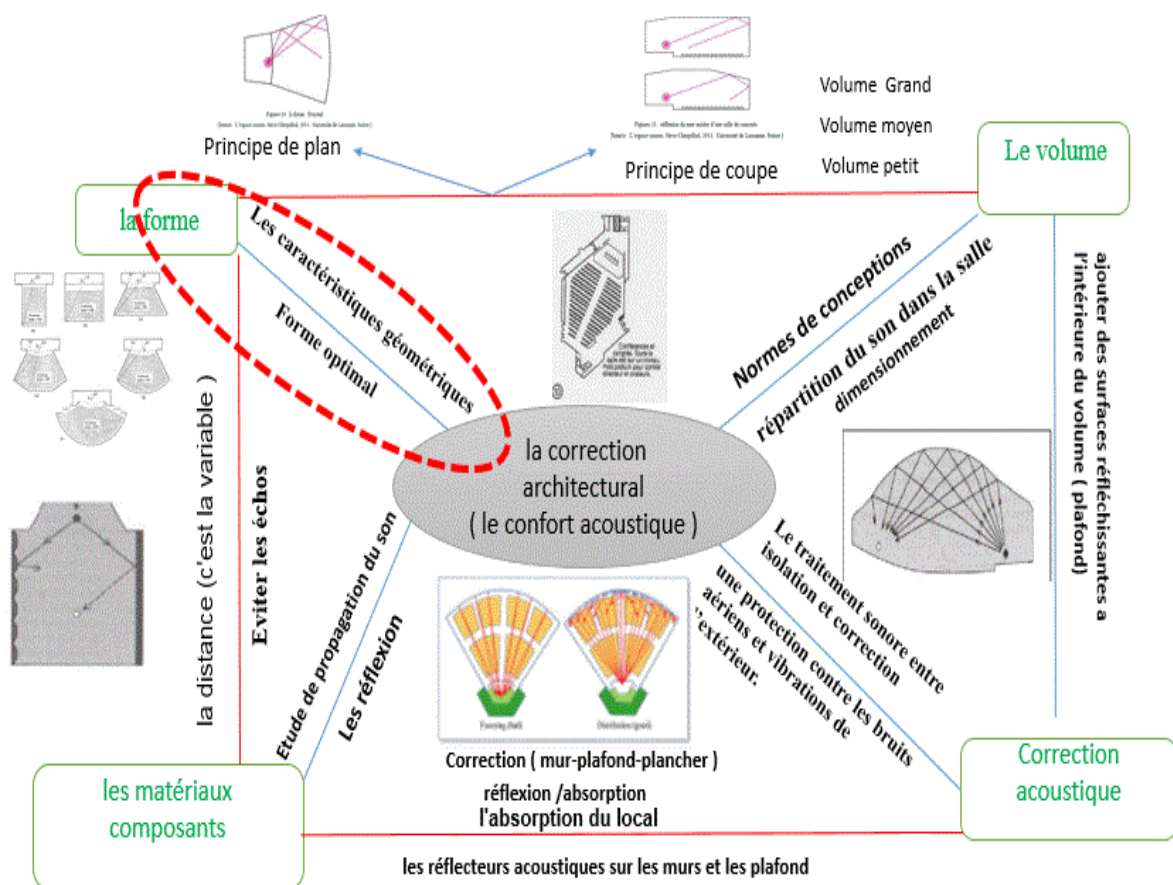 Volume Grand
Volume moyen
Volume petit
Principe de plan
Principe de coupe
Le volume
la forme
Les caractéristiques géométriques
Forme optimal
Normes de conceptions
répartition du son dans la salle
dimensionnement
ajouter des surfaces réfléchissantes a
l'intérieure du volume ( plafond)
la distance (c'est la variable )
Eviter les échos
la correction
architectural
( le confort acoustique )
Etude de propagation du son
Les réflexion
Le traitement sonore entre
isolation et correction
une protection contre les bruits
aériens et vibrations de
l'extérieur.
Correction ( mur-plafond-plancher )
réflexion /absorption
l'absorption du local
les matériaux
composants
Correction
acoustique
les réflecteurs acoustiques sur les murs et les plafond